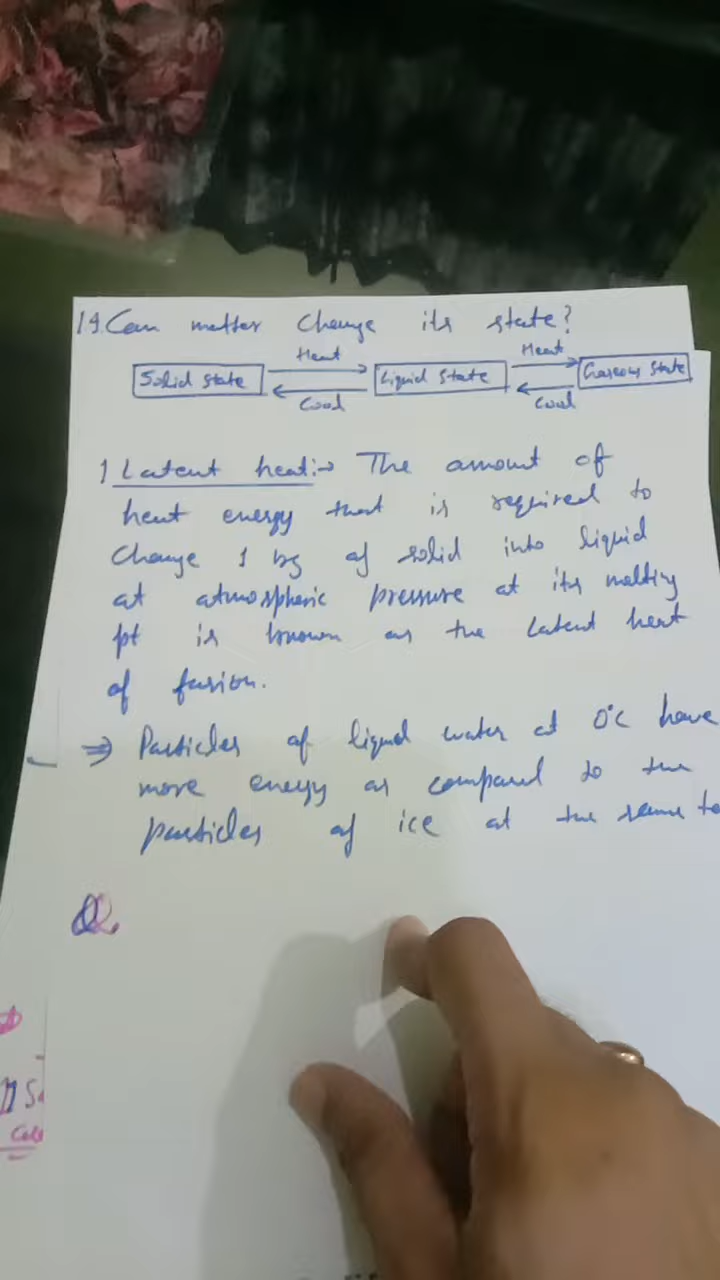 1.4. Can matter Change its state?
Solid State
Heat
Cool
Liquid State
Heat
Cool
Gaseous State
1 Latent heat:→ The amount of
heat energy that is required to
change 1 kg of solid into liquid
at atmospheric pressure at its melting
pt is known as the Latent heat
of fusion.
⇒ Particles of liquid water at 0°C have
more energy as compared to the
particles of ice at the same te
Q